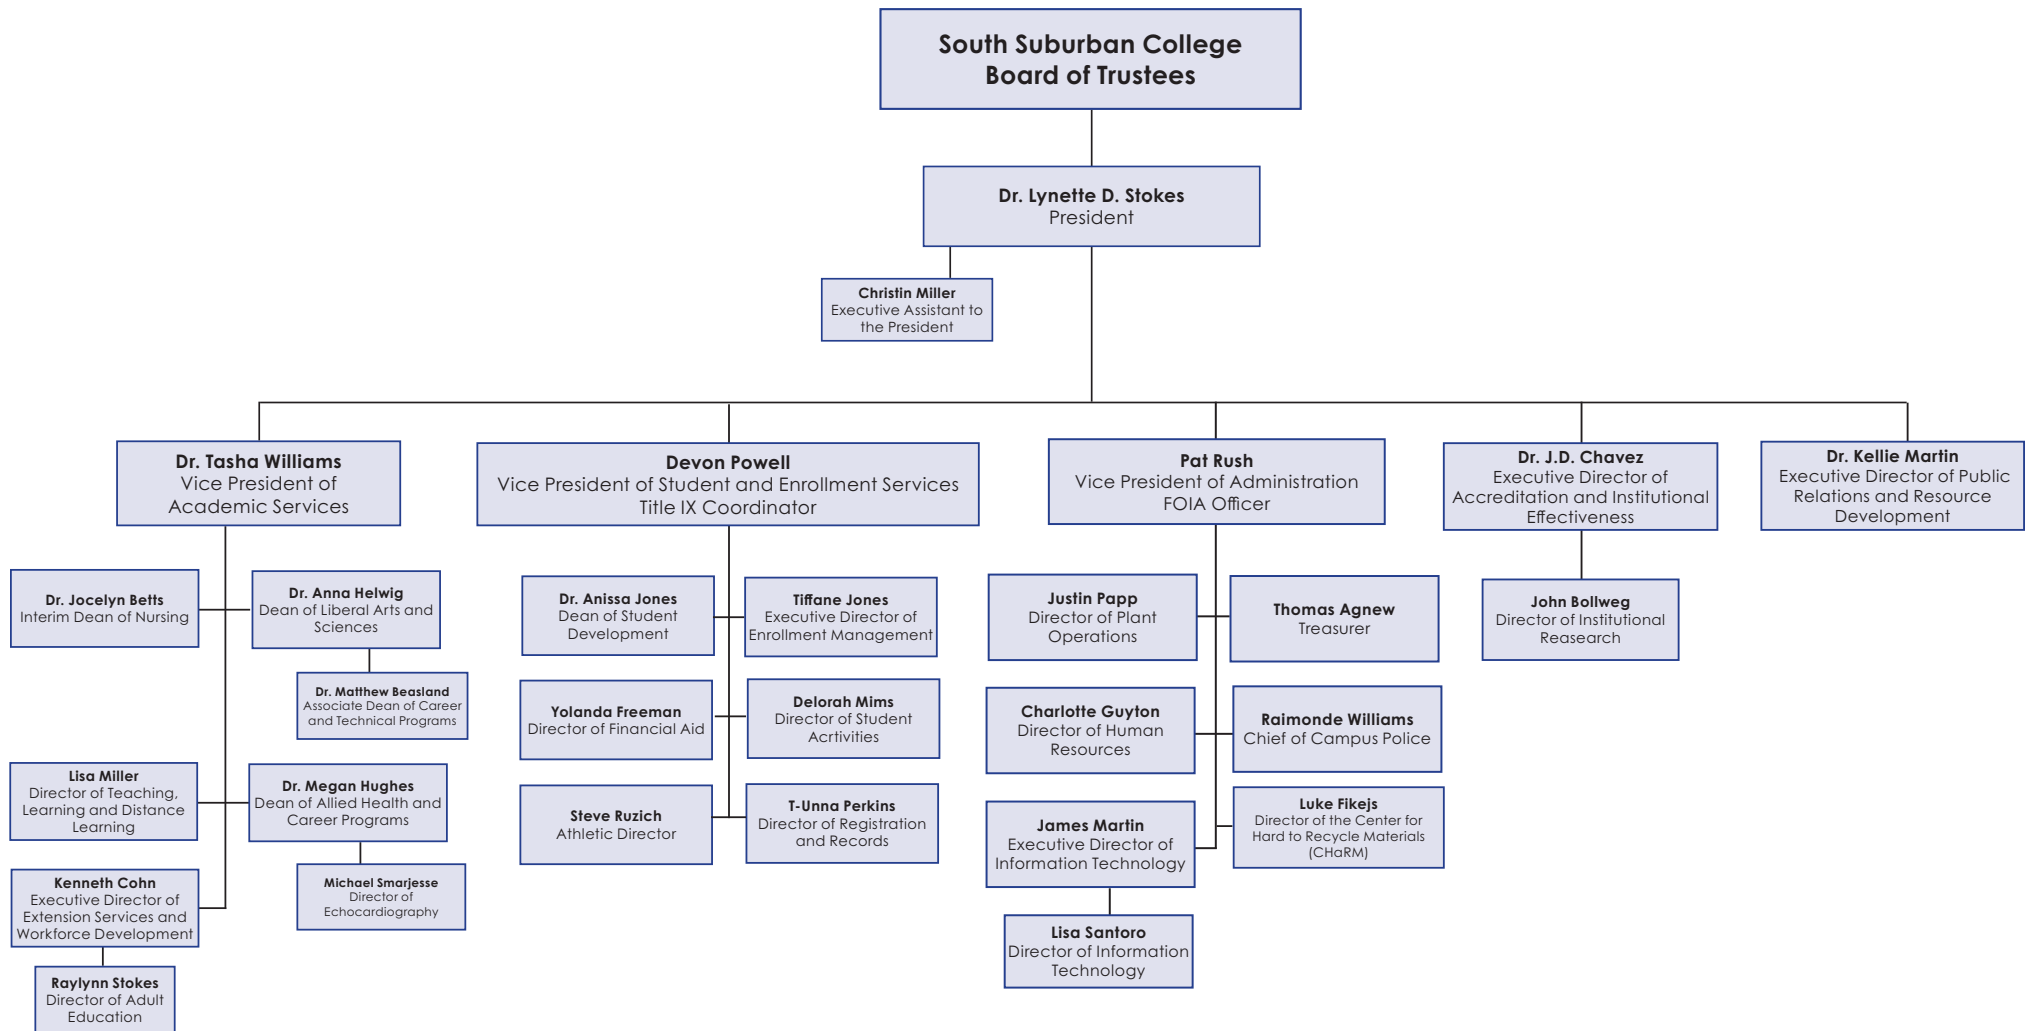 South Suburban College
Board of Trustees
Dr. Lynette D. Stokes
President
Christin Miller
Executive Assistant to
the President
Dr. Tasha Williams
Vice President of
Academic Services
Devon Powell
Vice President of Student and Enrollment Services
Title IX Coordinator
Pat Rush
Vice President of Administration
FOIA Officer
Dr. J.D. Chavez
Executive Director of
Accreditation and Institutional
Effectiveness
Dr. Kellie Martin
Executive Director of Public
Relations and Resource
Development
Dr. Jocelyn Betts
Interim Dean of Nursing
Dr. Anna Helwig
Dean of Liberal Arts and
Sciences
Dr. Matthew Beasland
Associate Dean of Career
and Technical Programs
Lisa Miller
Director of Teaching,
Learning and Distance
Learning
Dr. Megan Hughes
Dean of Allied Health and
Career Programs
Michael Smarjesse
Director of
Echocardiography
Kenneth Cohn
Executive Director of
Extension Services and
Workforce Development
Raylynn Stokes
Director of Adult
Education
Dr. Anissa Jones
Dean of Student
Development
Tiffane Jones
Executive Director of
Enrollment Management
Yolanda Freeman
Director of Financial Aid
Delorah Mims
Director of Student
Acrtivities
Steve Ruzich
Athletic Director
T-Unna Perkins
Director of Registration
and Records
Justin Papp
Director of Plant
Operations
Thomas Agnew
Treasurer
Charlotte Guyton
Director of Human
Resources
Raimonde Williams
Chief of Campus Police
James Martin
Executive Director of
Information Technology
Luke Fikejs
Director of the Center for
Hard to Recycle Materials
(CHaRM)
Lisa Santoro
Director of Information
Technology
John Bollweg
Director of Institutional
Reasearch